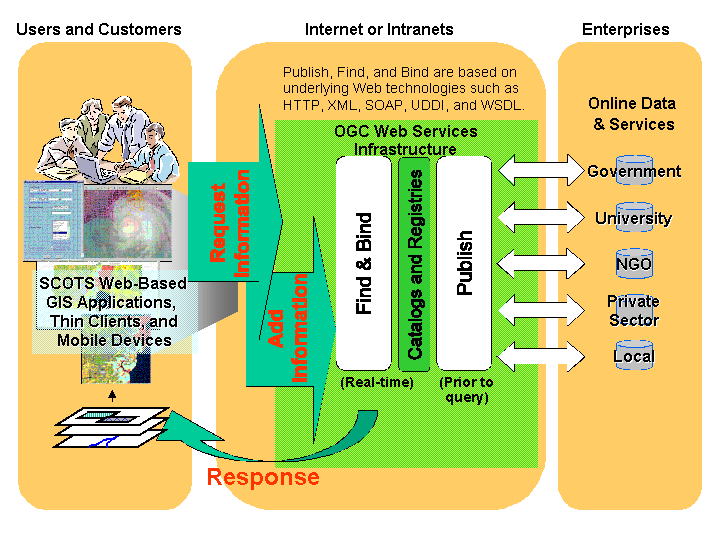 Users and Customers
Internet or Intranets
Enterprises
Publish, Find, and Bind are based on
underlying Web technologies such as
HTTP, XML, SOAP, UDDI, and WSDL.
OGC Web Services
Infrastructure
Online Data
& Services
Request
Information
Add
Information
Find & Bind
Catalogs and Registries
Publish
Government
University
NGO
Private
Sector
Local
SCOTS Web-Based
GIS Applications,
Thin Clients, and
Mobile Devices
(Real-time)
(Prior to
query)
Response